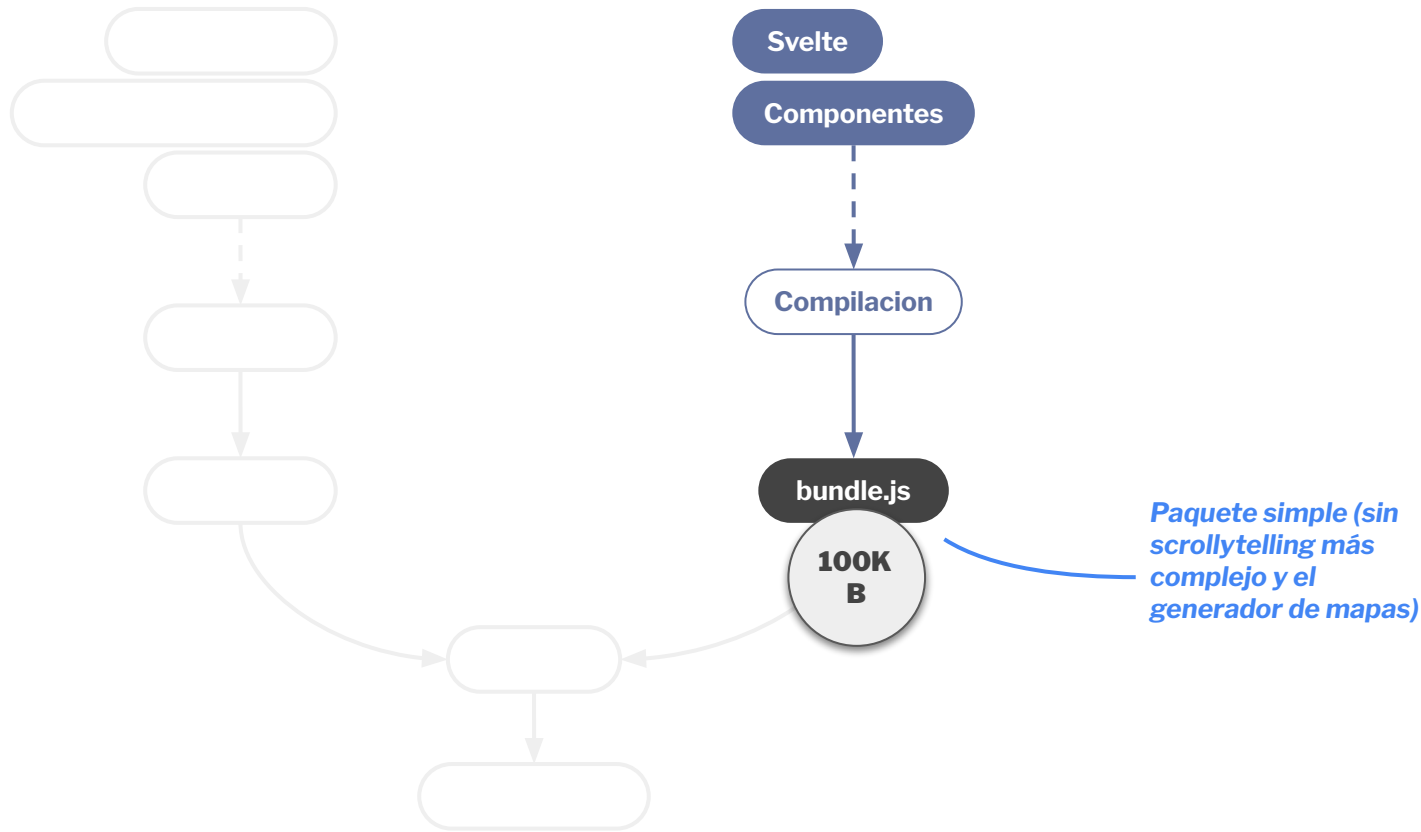 Svelte
Componentes
Compilacion
bundle.js
100K
B
Paquete simple (sin
scrollytelling más
complejo y el
generador de mapas)